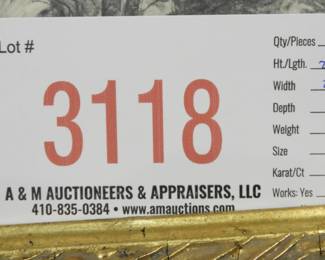 Lot #
3118
A & M AUCTIONEERS & APPRAISERS, LLC
410-835-0384 • www.amauctions.com
Qty/Pieces
Ht./Lgth.
Width
Depth
Weight
Size
Karat/Ct
Works: Yes